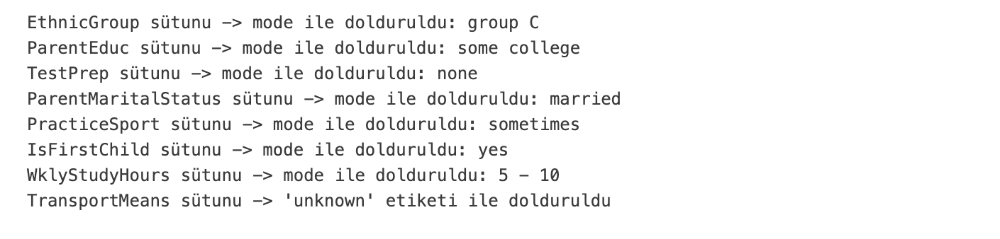 EthnicGroup sütunu -> mode ile dolduruldu: group C
ParentEduc sütunu -> mode ile dolduruldu: some college
TestPrep sütunu -> mode ile dolduruldu: none
ParentMaritalStatus sütunu -> mode ile dolduruldu: married
PracticeSport sütunu -> mode ile dolduruldu: sometimes
IsFirstChild sütunu -> mode ile dolduruldu: yes
WklyStudyHours sütunu -> mode ile dolduruldu: 5 - 10
TransportMeans sütunu -> 'unknown' etiketi ile dolduruldu